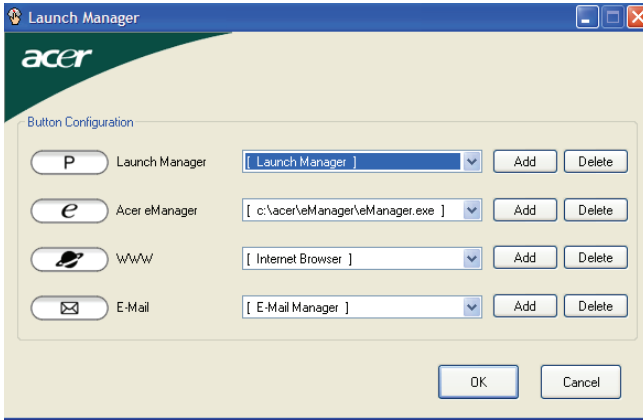 Launch Manager
acer
Button Configuration
P Launch Manager [ Launch Manager ] Add Delete
e Acer eManager [ c:\acer\eManager\eManager.exe ] Add Delete
WWW [ Internet Browser ] Add Delete
E-Mail [ E-Mail Manager ] Add Delete
OK Cancel